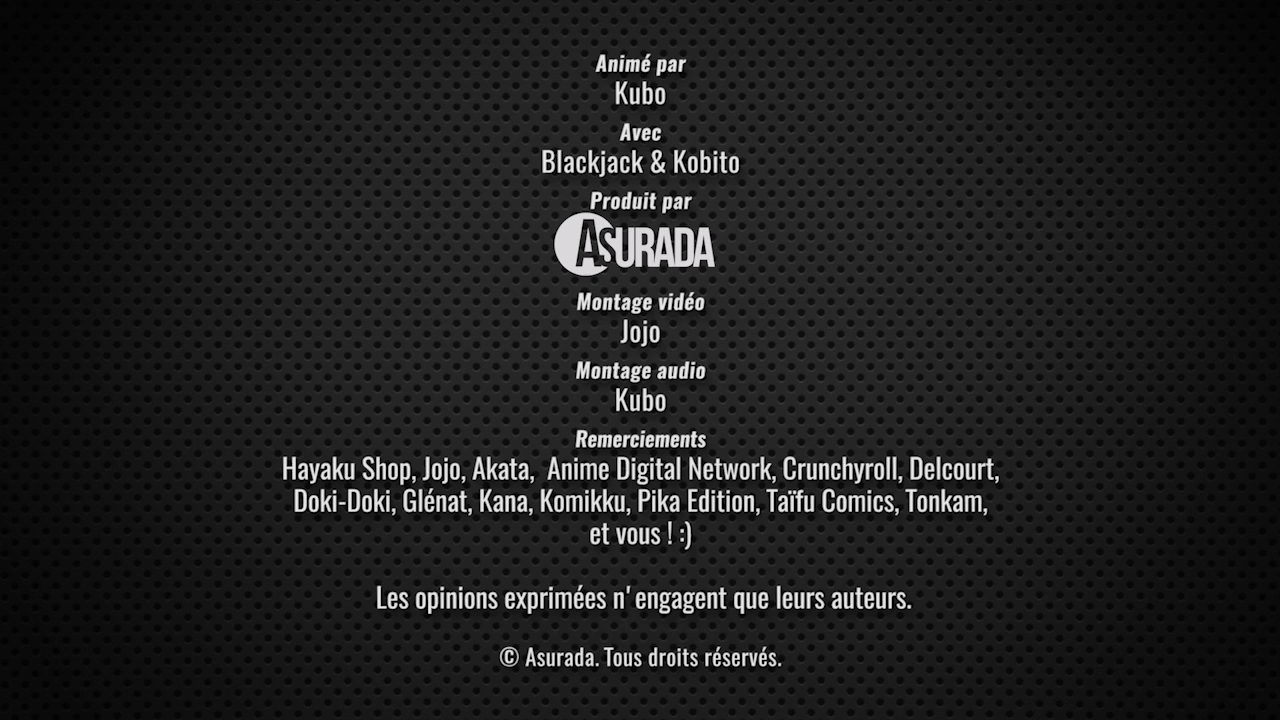 Animé par
Kubo
Avec
Blackjack & Kobito
Produit par
ASURADA
Montage vidéo
Jojo
Montage audio
Kubo
Remerciements
Hayaku Shop, Jojo, Akata,  Anime Digital Network, Crunchyroll, Delcourt,
Doki-Doki, Glénat, Kana, Komikku, Pika Edition, Taïfu Comics, Tonkam,
et vous ! :)
Les opinions exprimées n'engagent que leurs auteurs.
© Asurada. Tous droits réservés.